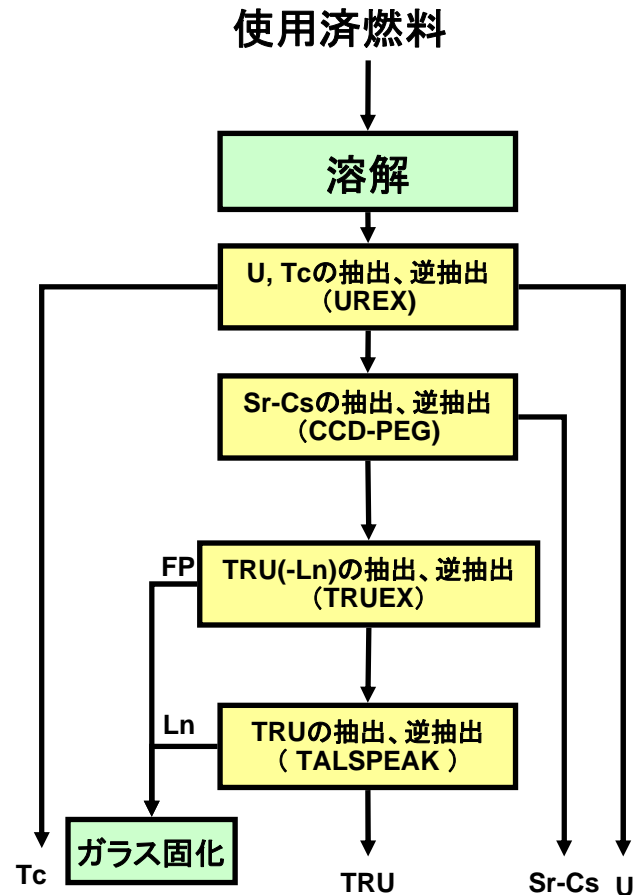 使用済燃料
溶解
U, Tcの抽出、逆抽出
（UREX)
Sr-Csの抽出、逆抽出
（CCD-PEG)
FP
TRU(-Ln)の抽出、逆抽出
（TRUEX）
Ln
TRUの抽出、逆抽出
（ TALSPEAK ）
ガラス固化
Tc
TRU
Sr-Cs
U